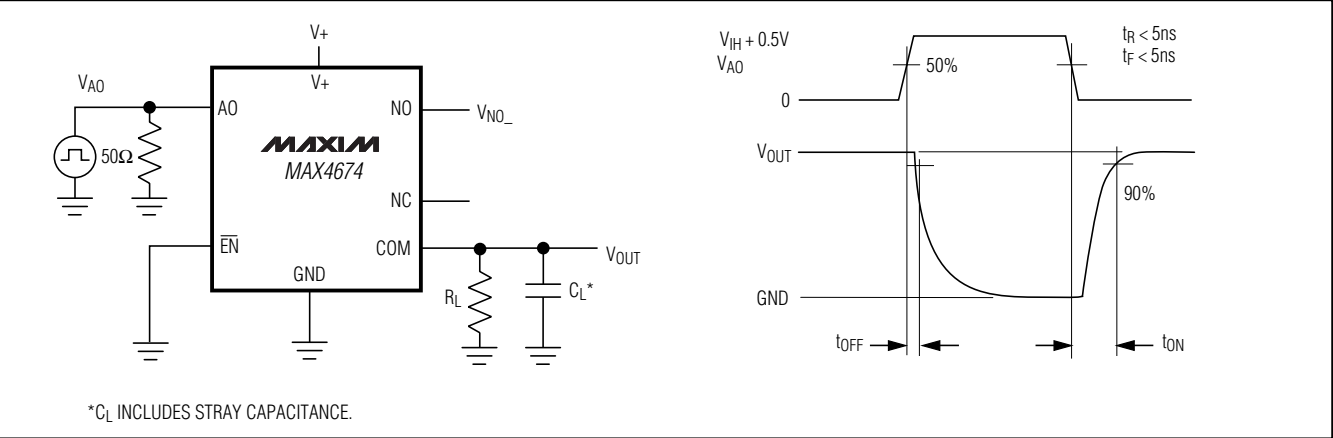 V+
V+
VAO
AO
NO
VNO_
50Ω
MAXIM
MAX4674
NC
EN
COM
VOUT
GND
RL
CL*
*CL INCLUDES STRAY CAPACITANCE.
VIH + 0.5V
VAO
0
50%
tR < 5ns
tF < 5ns
VOUT
90%
GND
tOFF
tON